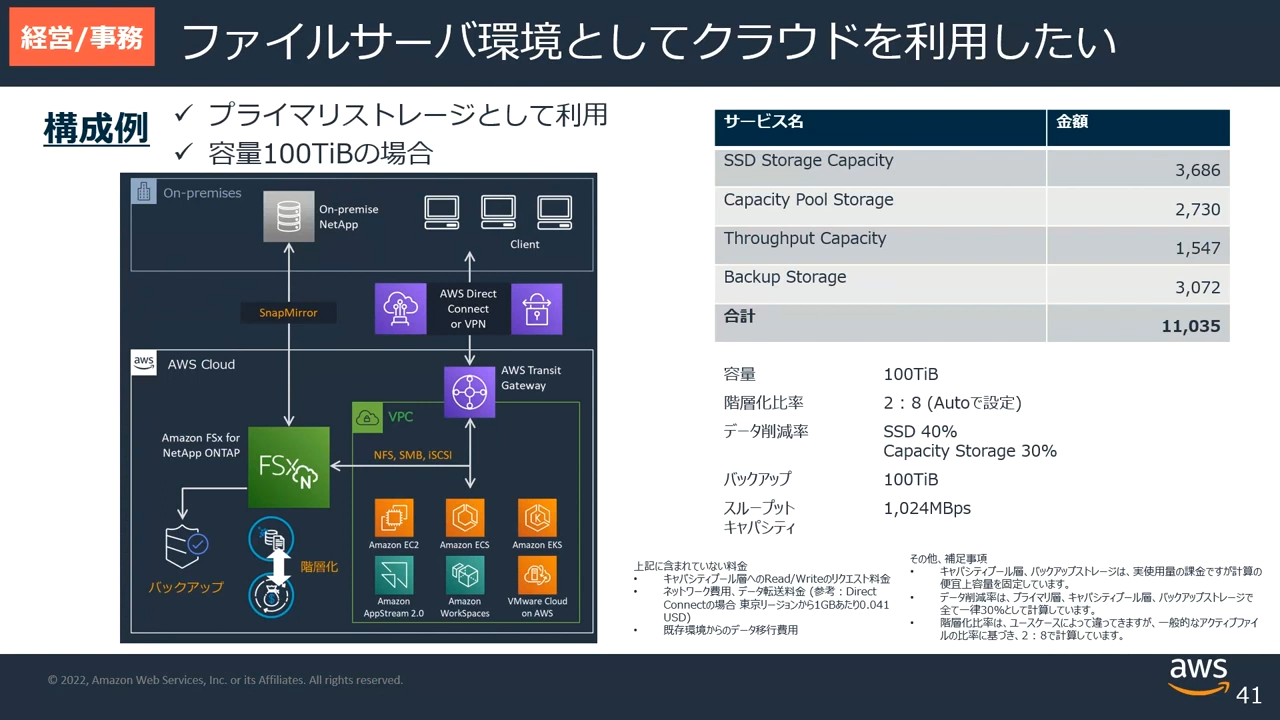 経営/事務
ファイルサーバ環境としてクラウドを利用したい
構成例
✓ プライマリストレージとして利用
✓ 容量100TiBの場合
On-premises
On-premise
NetApp
Client
SnapMirror
AWS Direct
Connect
or VPN
aws
AWS Cloud
AWS Transit
Gateway
VPC
Amazon FSx for
NetApp ONTAP
FSx
N
NFS, SMB, iSCSI
Amazon EC2
Amazon ECS
Amazon EKS
バックアップ
階層化
Amazon
AppStream 2.0
Amazon
WorkSpaces
VMware Cloud
on AWS
サービス名 金額
SSD Storage Capacity 3,686
Capacity Pool Storage 2,730
Throughput Capacity 1,547
Backup Storage 3,072
合計 11,035
容量 100TiB
階層化比率 2：8 (Autoで設定)
データ削減率 SSD 40%
Capacity Storage 30%
バックアップ 100TiB
スループット 1,024MBps
キャパシティ
上記に含まれていない料金
• キャパシティプール層へのRead/Writeのリクエスト料金
• ネットワーク費用、データ転送料金 (参考：Direct
Connectの場合 東京リージョンから1GBあたり0.041
USD)
• 既存環境からのデータ移行費用
その他、補足事項
• キャパシティプール層、バックアップストレージは、実使用量の課金ですが計算の
便宜上容量を固定しています。
• データ削減率は、プライマリ層、キャパシティプール層、バックアップストレージで
全て一律30%として計算しています。
• 階層化比率は、ユースケースによって違ってきますが、一般的なアクティブファイ
ルの比率に基づき、2：8で計算しています。
© 2022, Amazon Web Services, Inc. or its Affiliates. All rights reserved.
aws
41